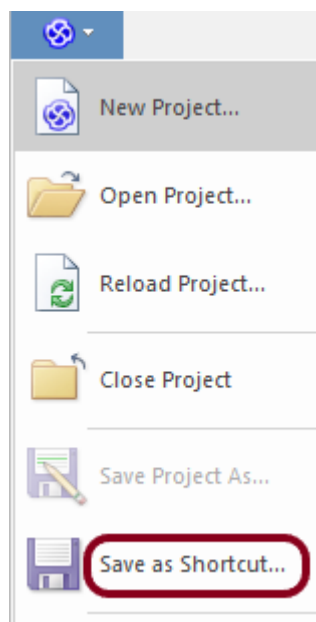 New Project...
Open Project...
Reload Project...
Close Project
Save Project As...
Save as Shortcut...